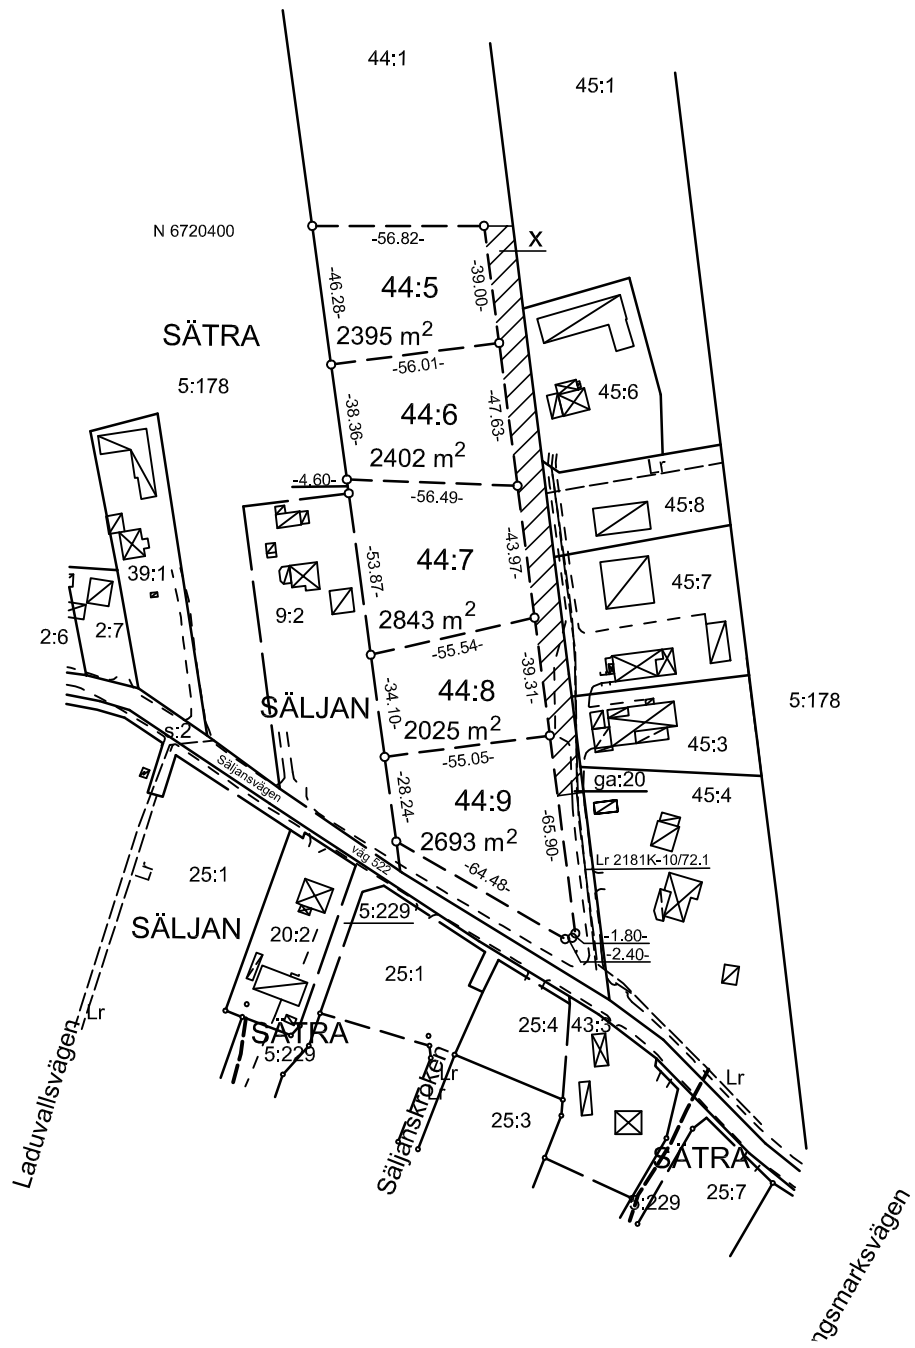 44:1
45:1
N 6720400
-56.82-
X
-46.28-
-39.00-
44:5
SÄTRA
2395 m²
5:178
-56.01-
45:6
-38.36-
44:6
-47.63-
2402 m²
Lr
-4.60-
-56.49-
45:8
-43.97-
44:7
-53.87-
39:1
45:7
9:2
2843 m²
2:6
2:7
-55.54-
-39.31-
-34.10-
44:8
5:178
SÄLJAN
s:2
2025 m²
45:3
-55.05-
Säljansvägen
ga:20
45:4
44:9
-28.24-
-65.90-
2693 m²
väg 522
-64.48-
Lr 2181K-10/72.1
Lr
25:1
SÄLJAN
5:229
20:2
-1.80-
-2.40-
25:1
Lr
SÄTRA
25:4
43:3
5:229
Lr
Lr
Lr
Laduvallsvägen
Säljanskroken
25:3
SÄTRA
5:229
25:7
ngsmarksvägen